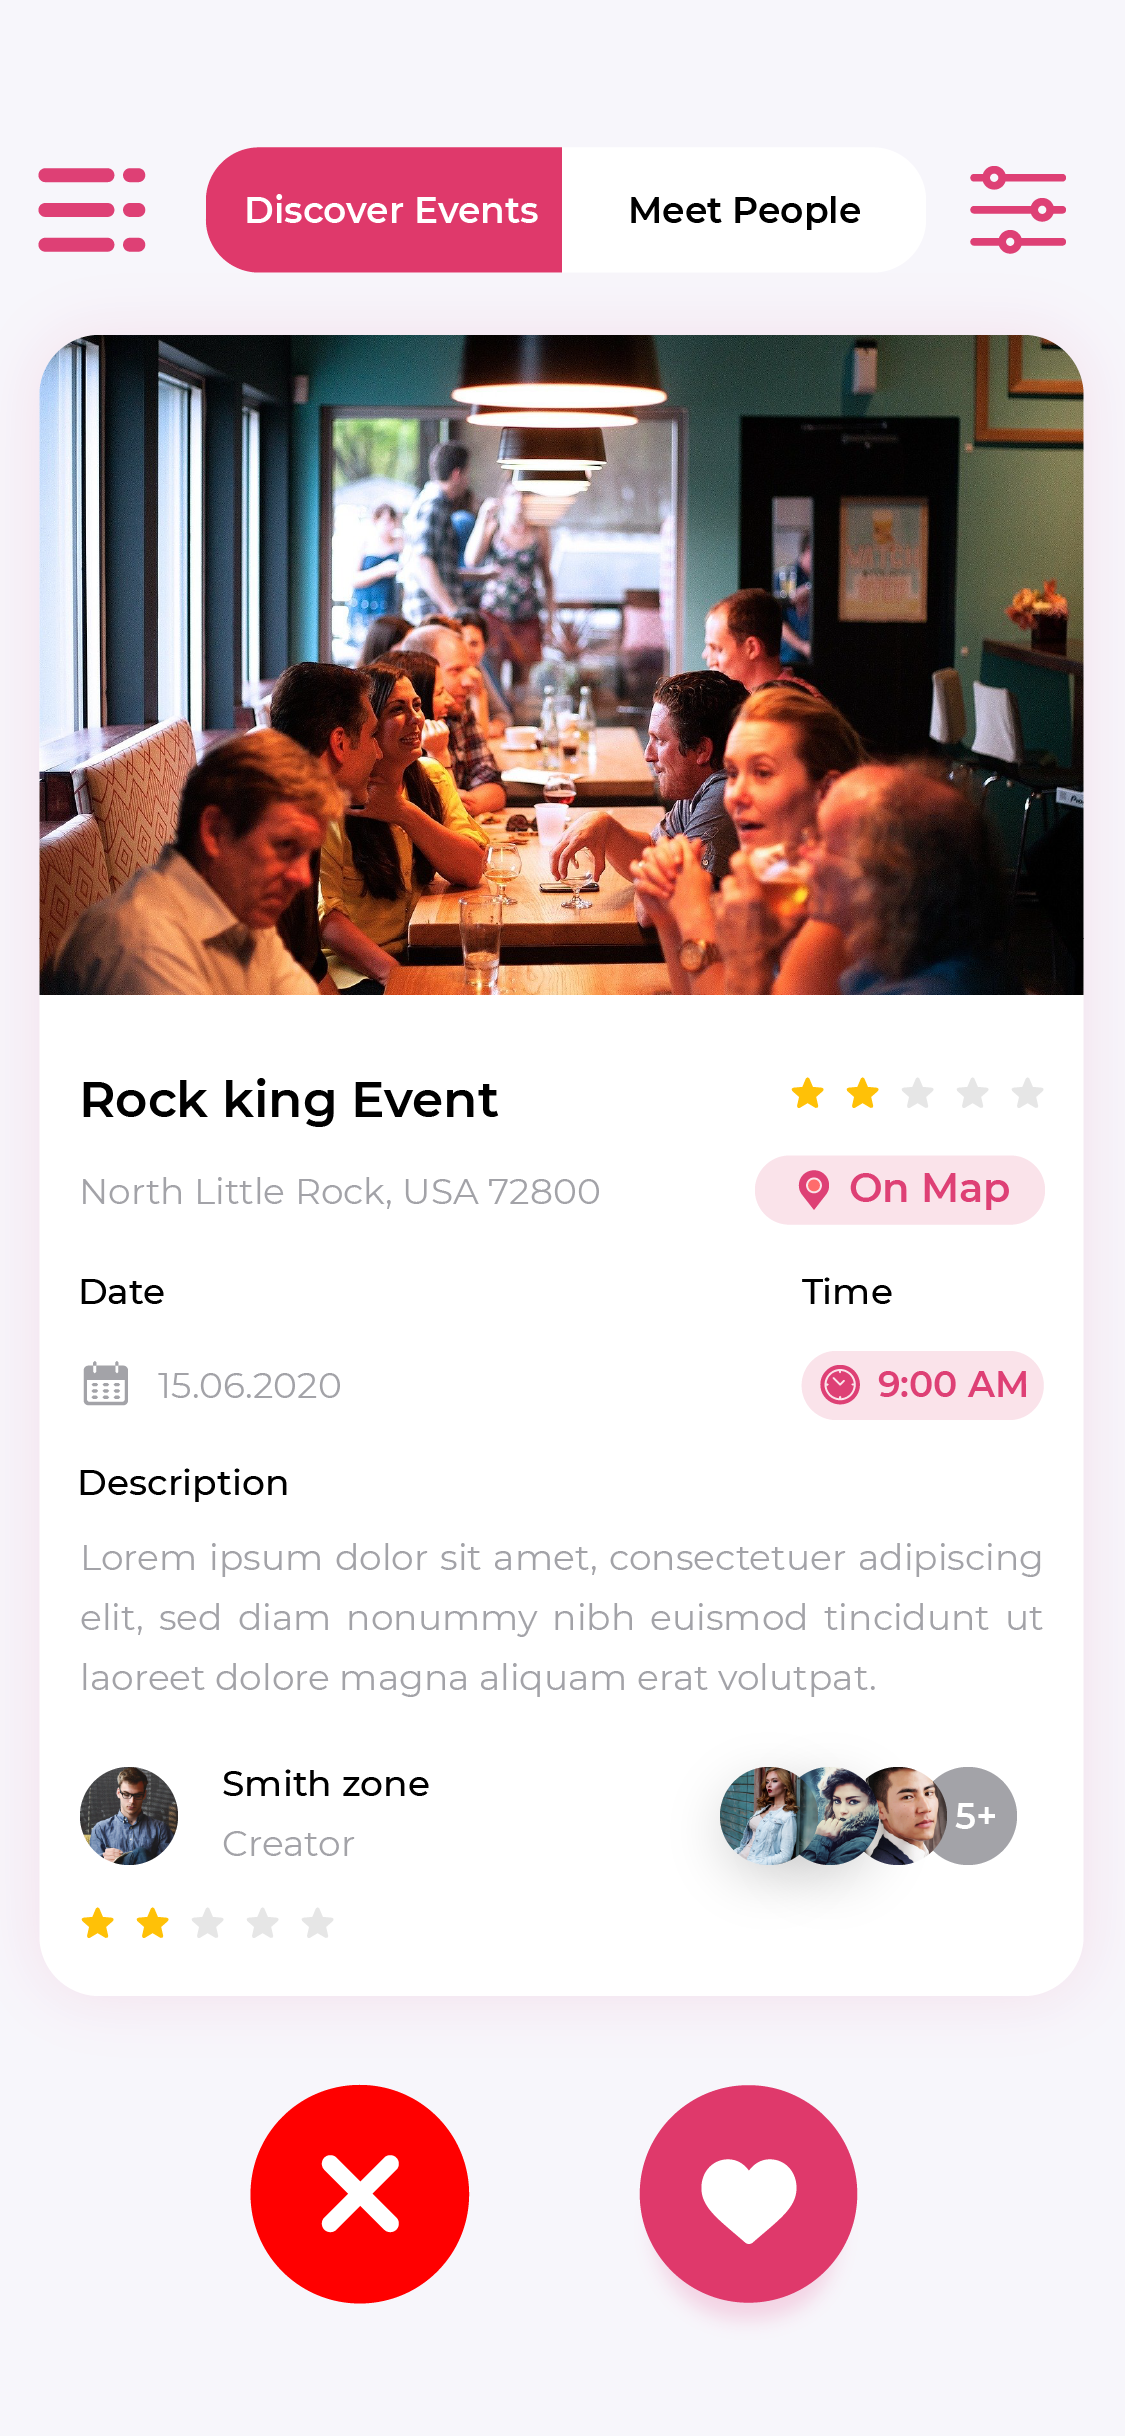 Discover Events
Meet People
Rock king Event
North Little Rock, USA 72800
On Map
Date
Time
15.06.2020
9:00 AM
Description
Lorem ipsum dolor sit amet, consectetuer adipiscing
elit, sed diam nonummy nibh euismod tincidunt ut
laoreet dolore magna aliquam erat volutpat.
Smith zone
Creator
5+